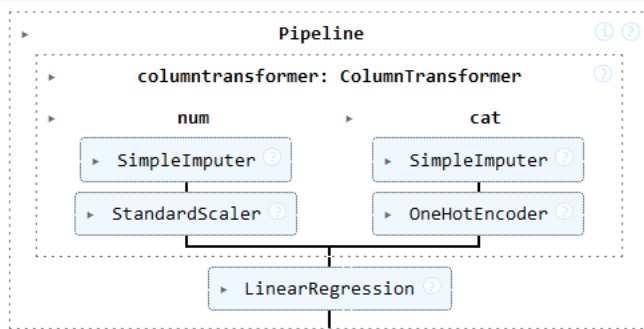 Pipeline
columntransformer: ColumnTransformer
num cat
SimpleImputer ? SimpleImputer ?
StandardScaler ? OneHotEncoder ?
LinearRegression ?